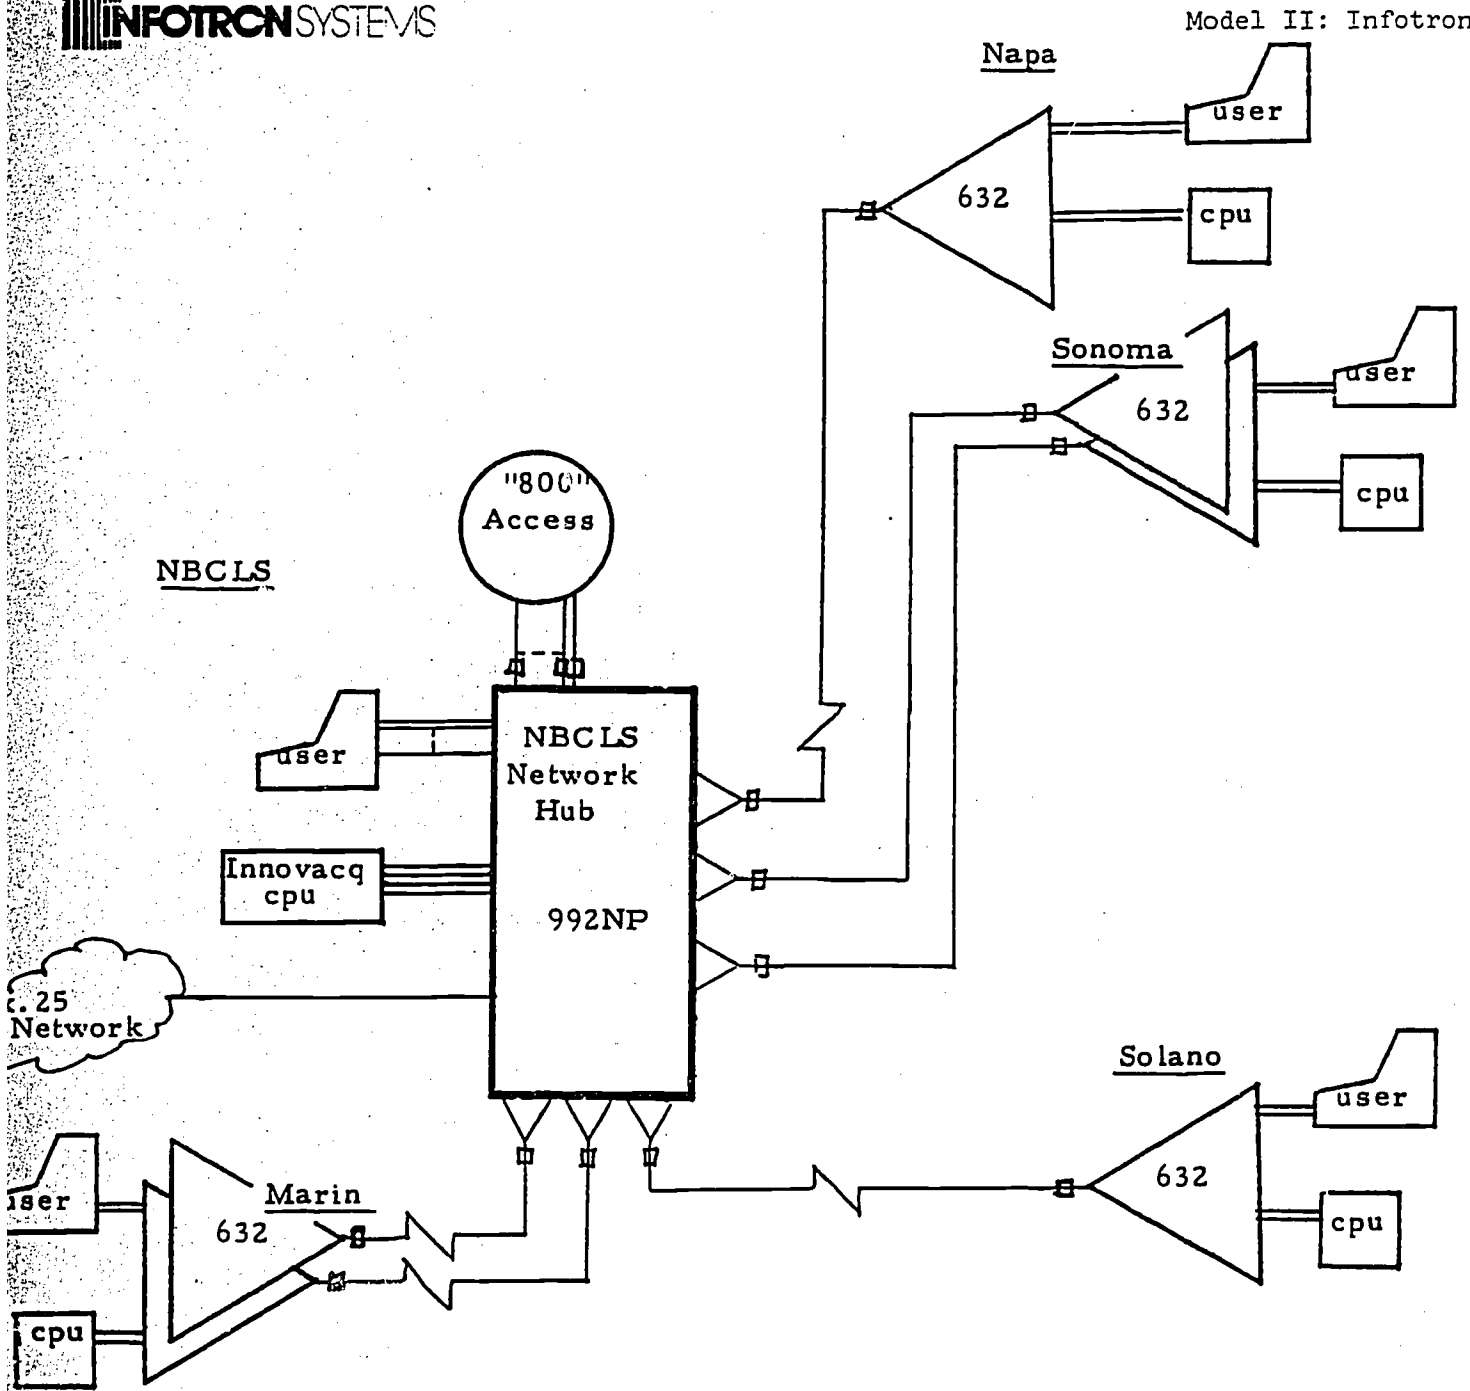 INFOTRON SYSTEMS
Model II: Infotron
Napa
user
632
cpu
Sonoma
user
632
cpu
"800"
Access
NBCLS
user
NBCLS
Network
Hub
Innovacq
cpu
992NP
.25
Network
Solano
user
632
cpu
user
Marin
632
cpu